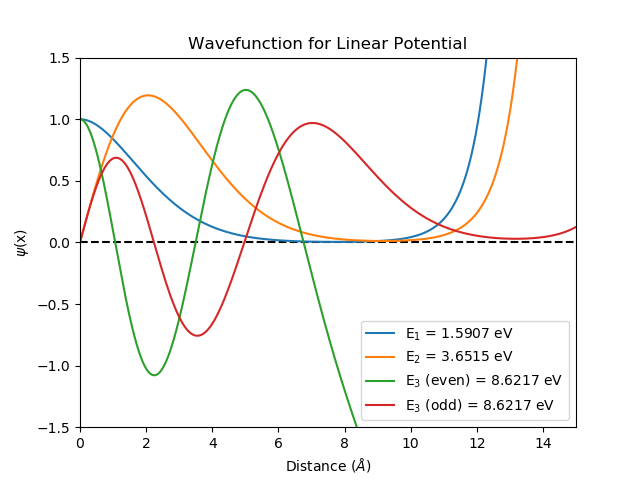 Wavefunction for Linear Potential
1.5
1.0
0.5
0.0
−0.5
−1.0
−1.5
ψ(x)
E₁ = 1.5907 eV
E₂ = 3.6515 eV
E₃ (even) = 8.6217 eV
E₃ (odd) = 8.6217 eV
0 2 4 6 8 10 12 14
Distance (Å)